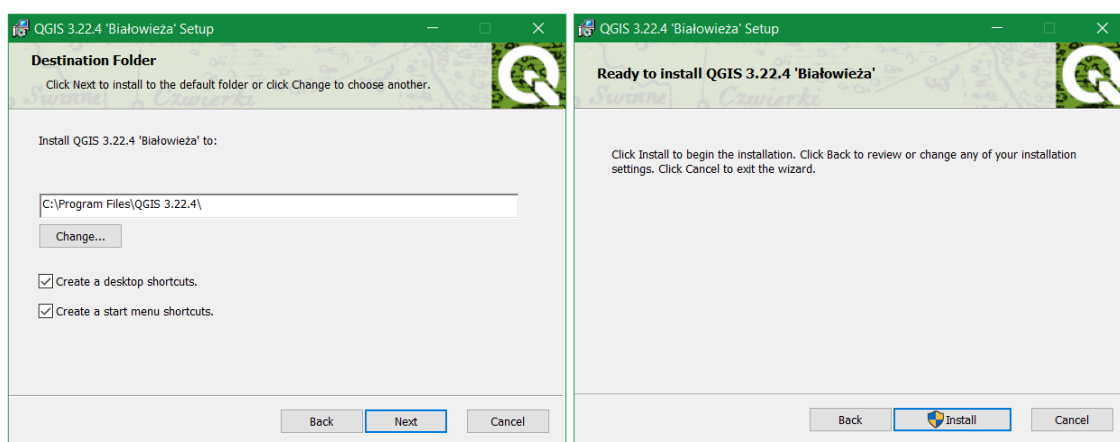 QGIS 3.22.4 'Białowieża' Setup
Destination Folder
Click Next to install to the default folder or click Change to choose another.
Swinne Czwierki
Install QGIS 3.22.4 'Białowieża' to:
C:\Program Files\QGIS 3.22.4\
Change...
Create a desktop shortcuts.
Create a start menu shortcuts.
Back Next Cancel
QGIS 3.22.4 'Białowieża' Setup
Ready to install QGIS 3.22.4 'Białowieża'
Swinne Czwierki
Click Install to begin the installation. Click Back to review or change any of your installation
settings. Click Cancel to exit the wizard.
Back Install Cancel